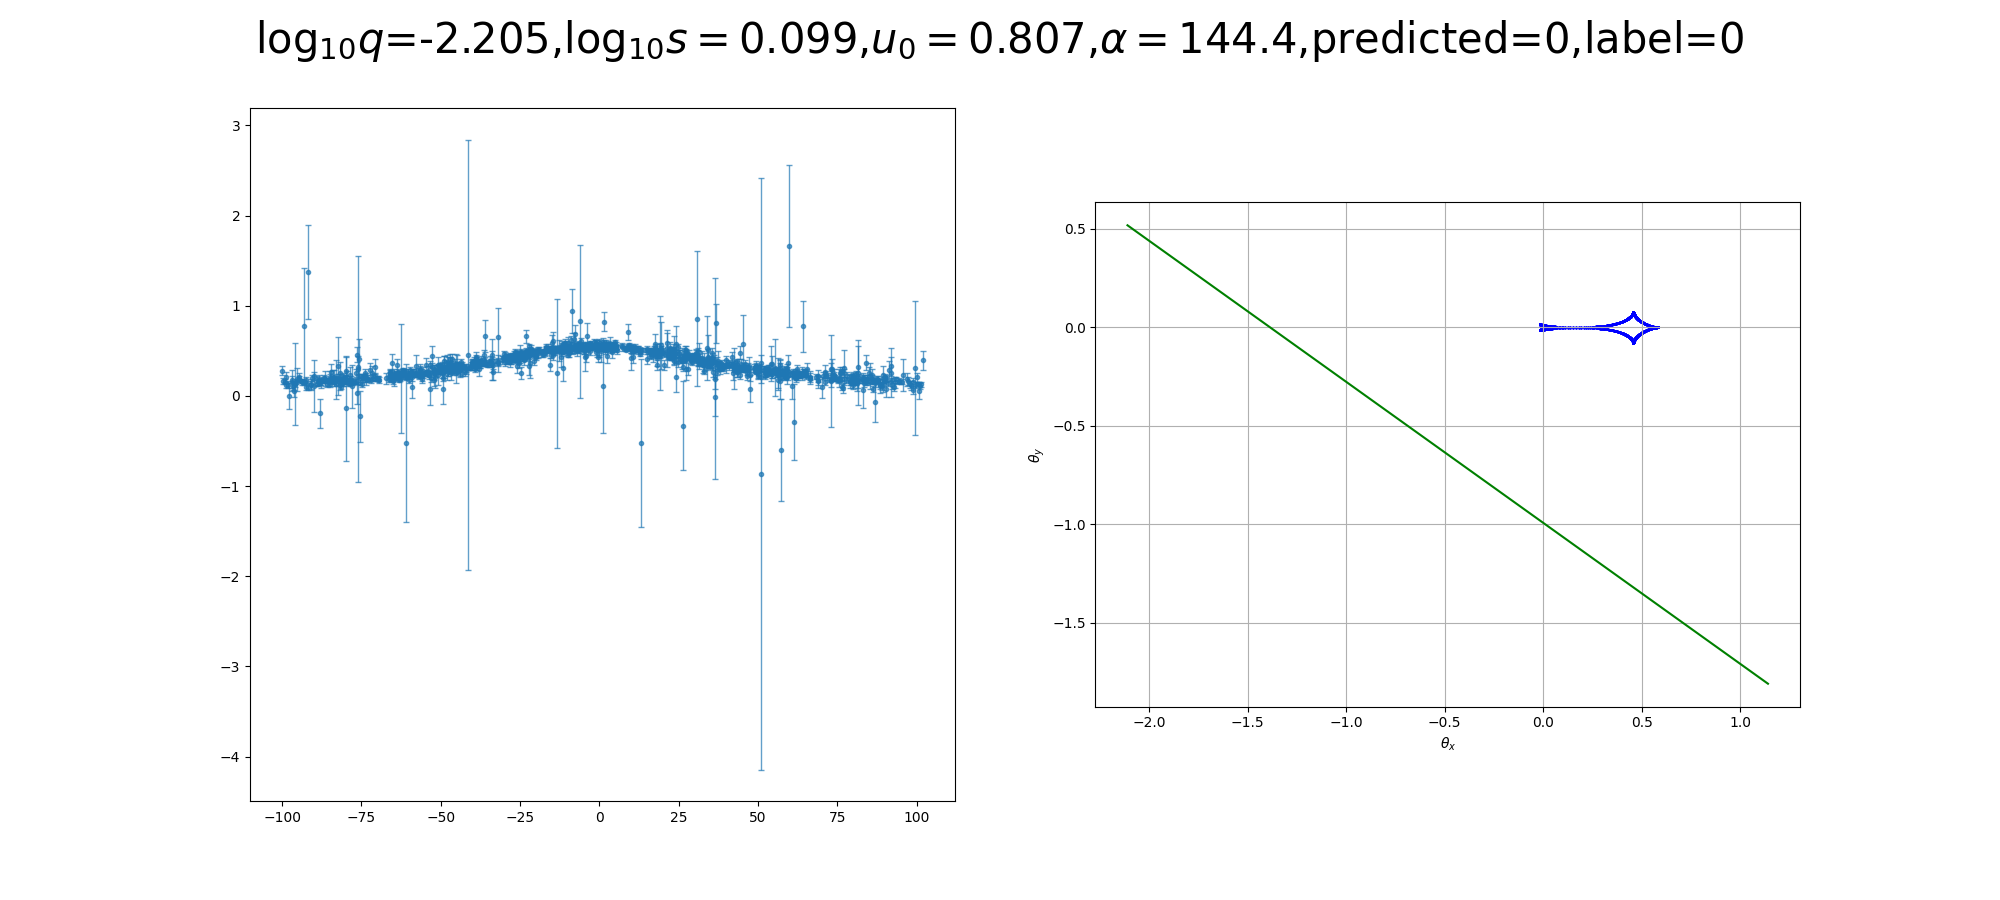 log₁₀q=-2.205,log₁₀s = 0.099,u₀ = 0.807,α = 144.4,predicted=0,label=0
3
2
1
0
−1
−2
−3
−4
−100 −75 −50 −25 0 25 50 75 100
0.5
0.0
−0.5
−1.0
−1.5
θy
−2.0 −1.5 −1.0 −0.5 0.0 0.5 1.0
θx